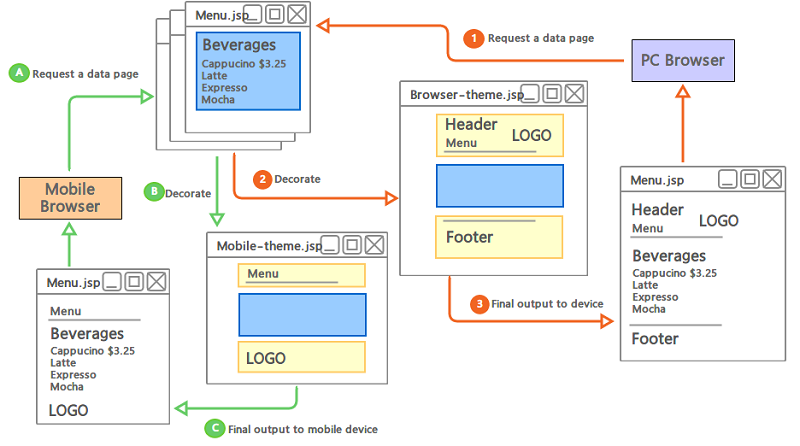 Menu.jsp
Beverages
Cappucino $3.25
Latte
Expresso
Mocha
1 Request a data page
PC Browser
A Request a data page
Browser-theme.jsp
Header
LOGO
Menu
Footer
Mobile
Browser
B Decorate
2 Decorate
Menu.jsp
Header
LOGO
Menu
Beverages
Cappucino $3.25
Latte
Expresso
Mocha
Footer
Mobile-theme.jsp
Menu
LOGO
3 Final output to device
Menu.jsp
Menu
Beverages
Cappucino $3.25
Latte
Expresso
Mocha
LOGO
C Final output to mobile device